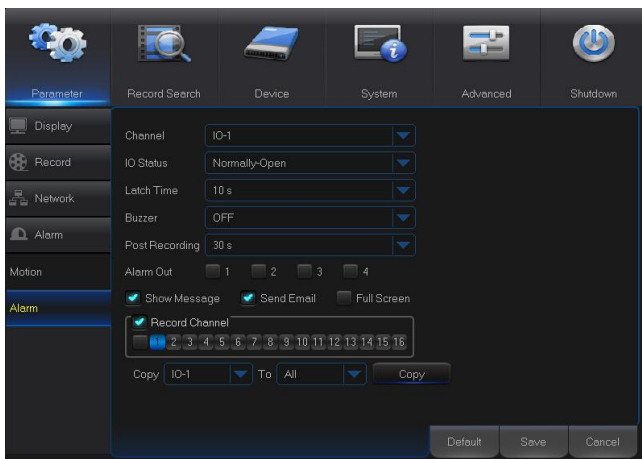 Parameter Record Search Device System Advanced Shutdown
Display
Record
Network
Alarm
Motion
Alarm
Channel IO-1
IO Status Normally-Open
Latch Time 10 s
Buzzer OFF
Post Recording 30 s
Alarm Out 1 2 3 4
Show Message Send Email Full Screen
Record Channel
1 2 3 4 5 6 7 8 9 10 11 12 13 14 15 16
Copy IO-1 To All Copy
Default Save Cancel